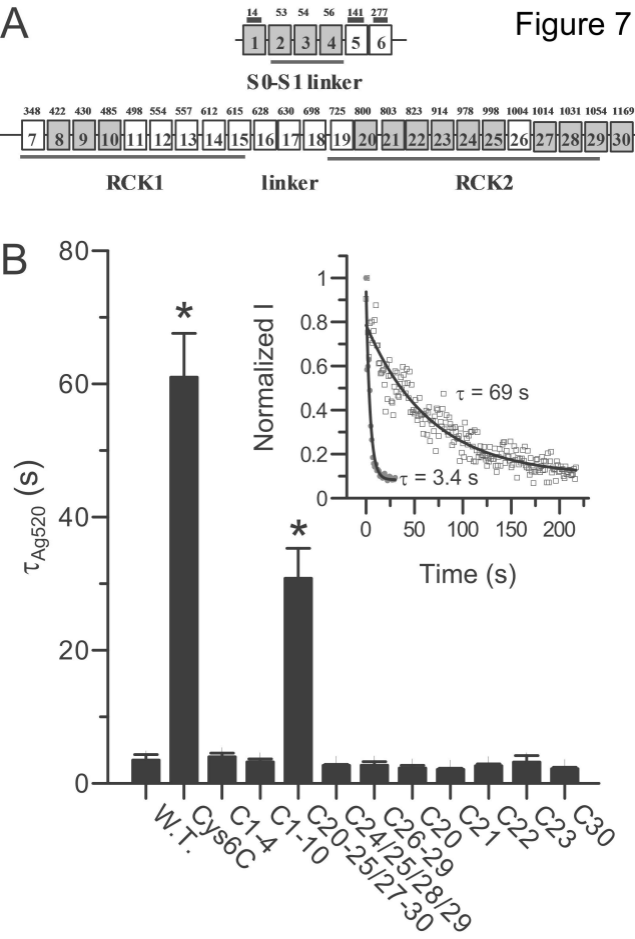 A
Figure 7
14 53 54 56 141 277
1 2 3 4 5 6
S0-S1 linker
348 422 430 485 498 554 557 612 615 628 630 698 725 800 803 823 914 978 998 1004 1014 1031 1054 1169
7 8 9 10 11 12 13 14 15 16 17 18 19 20 21 22 23 24 25 26 27 28 29 30
RCK1 linker RCK2
B
80
60
40
20
0
τAg520 (s)
*
*
W.T. Cys6C C1-4 C1-10 C20-25/27-30 C24/25/28/29 C26-29 C20 C21 C22 C23 C30
Normalized I
1
0.8
0.6
0.4
0.2
0
τ = 69 s
τ = 3.4 s
0 50 100 150 200
Time (s)